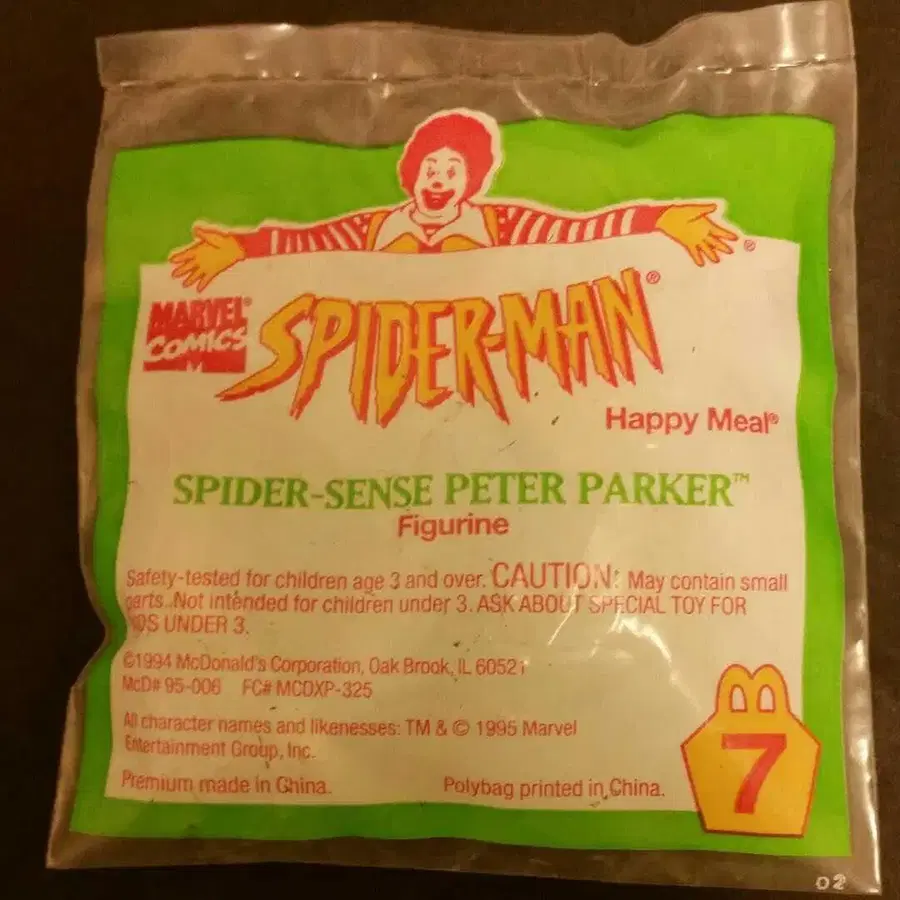 MARVEL®
COMICS
SPIDER-MAN®
Happy Meal®
SPIDER-SENSE PETER PARKER™
Figurine
Safety-tested for children age 3 and over. CAUTION: May contain small
parts. Not intended for children under 3. ASK ABOUT SPECIAL TOY FOR
UNDER 3.
©1994 McDonald's Corporation, Oak Brook, IL 60521
McD# 95-006 FC# MCDXP-325
All character names and likenesses: TM & © 1995 Marvel
Entertainment Group, Inc.
Premium made in China. Polybag printed in China.
7
02